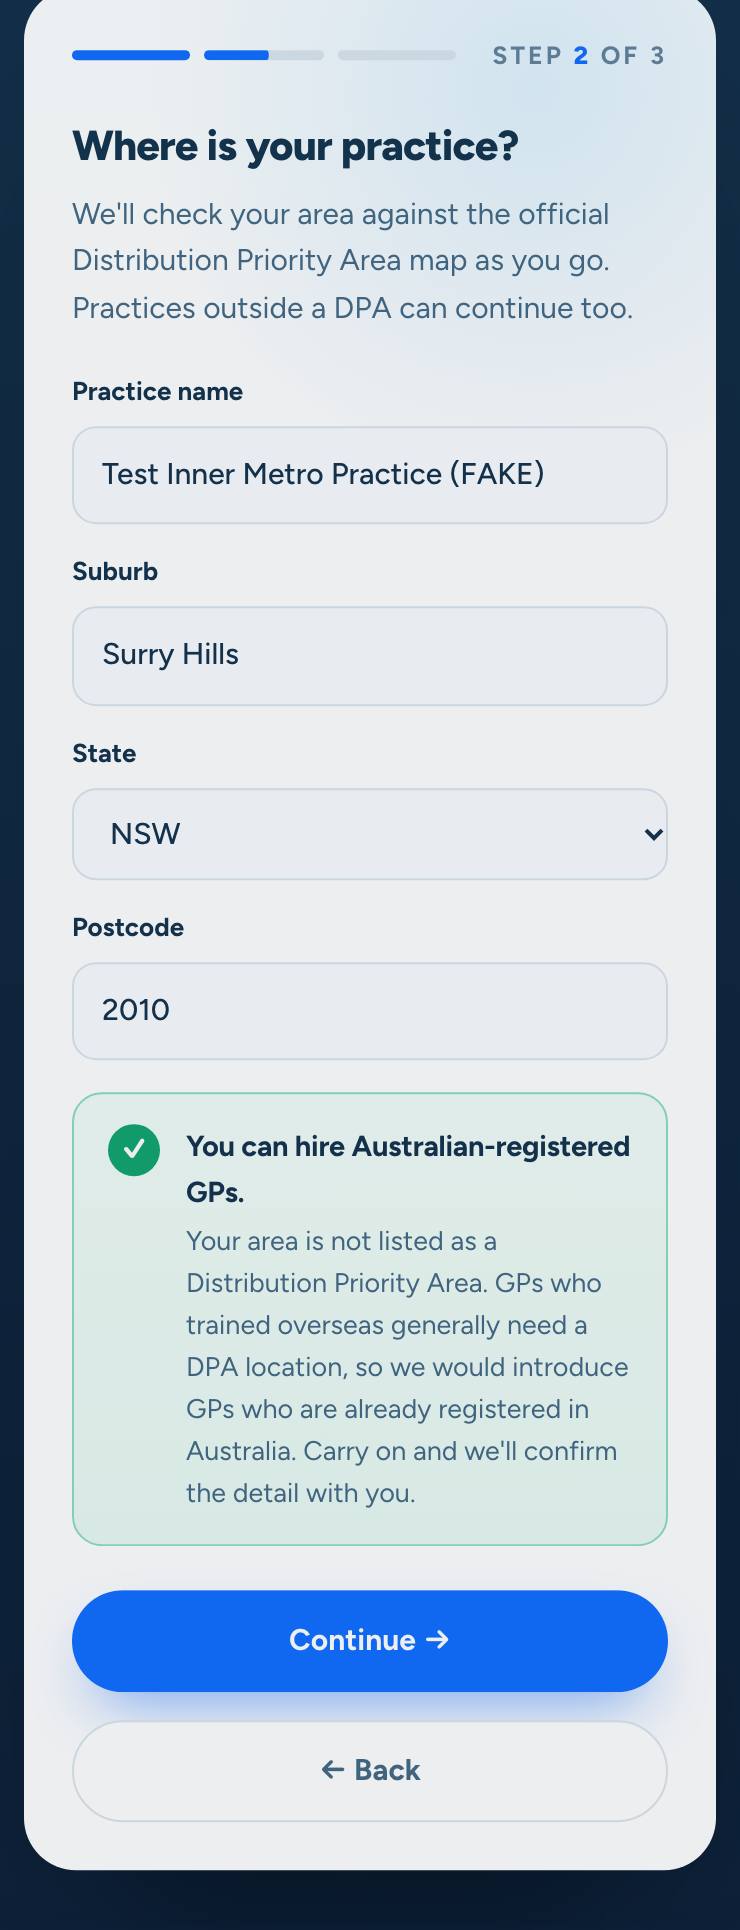 STEP 2 OF 3
Where is your practice?
We'll check your area against the official
Distribution Priority Area map as you go.
Practices outside a DPA can continue too.
Practice name
Test Inner Metro Practice (FAKE)
Suburb
Surry Hills
State
NSW
Postcode
2010
You can hire Australian-registered
GPs.
Your area is not listed as a
Distribution Priority Area. GPs who
trained overseas generally need a
DPA location, so we would introduce
GPs who are already registered in
Australia. Carry on and we'll confirm
the detail with you.
Continue →
← Back